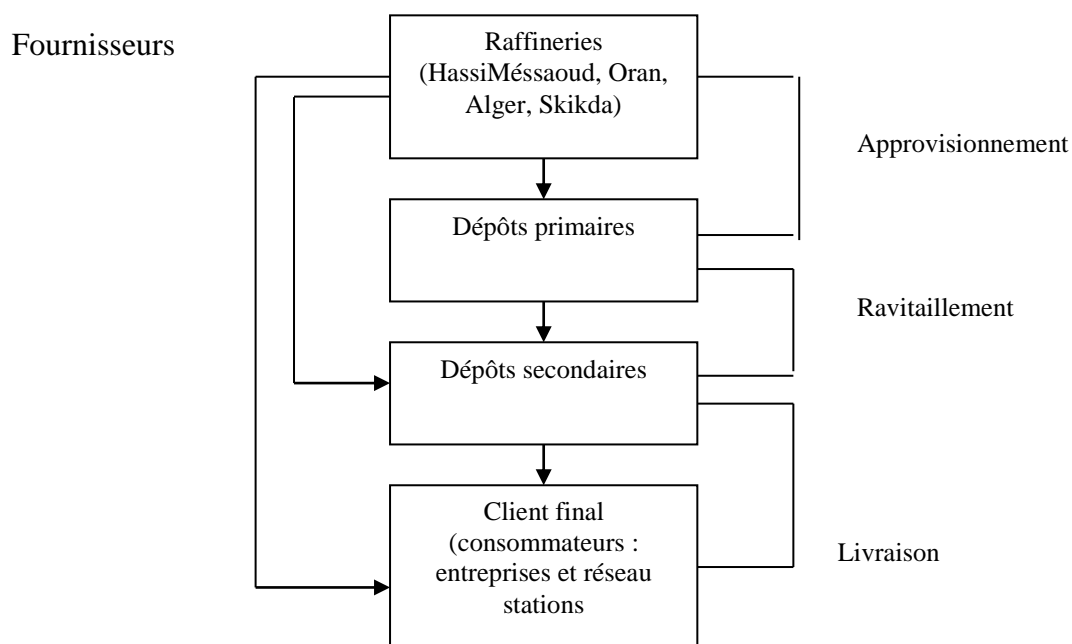 Fournisseurs
Raffineries
(HassiMéssaoud, Oran,
Alger, Skikda)
Approvisionnement
Dépôts primaires
Ravitaillement
Dépôts secondaires
Client final
(consommateurs :
entreprises et réseau
stations
Livraison